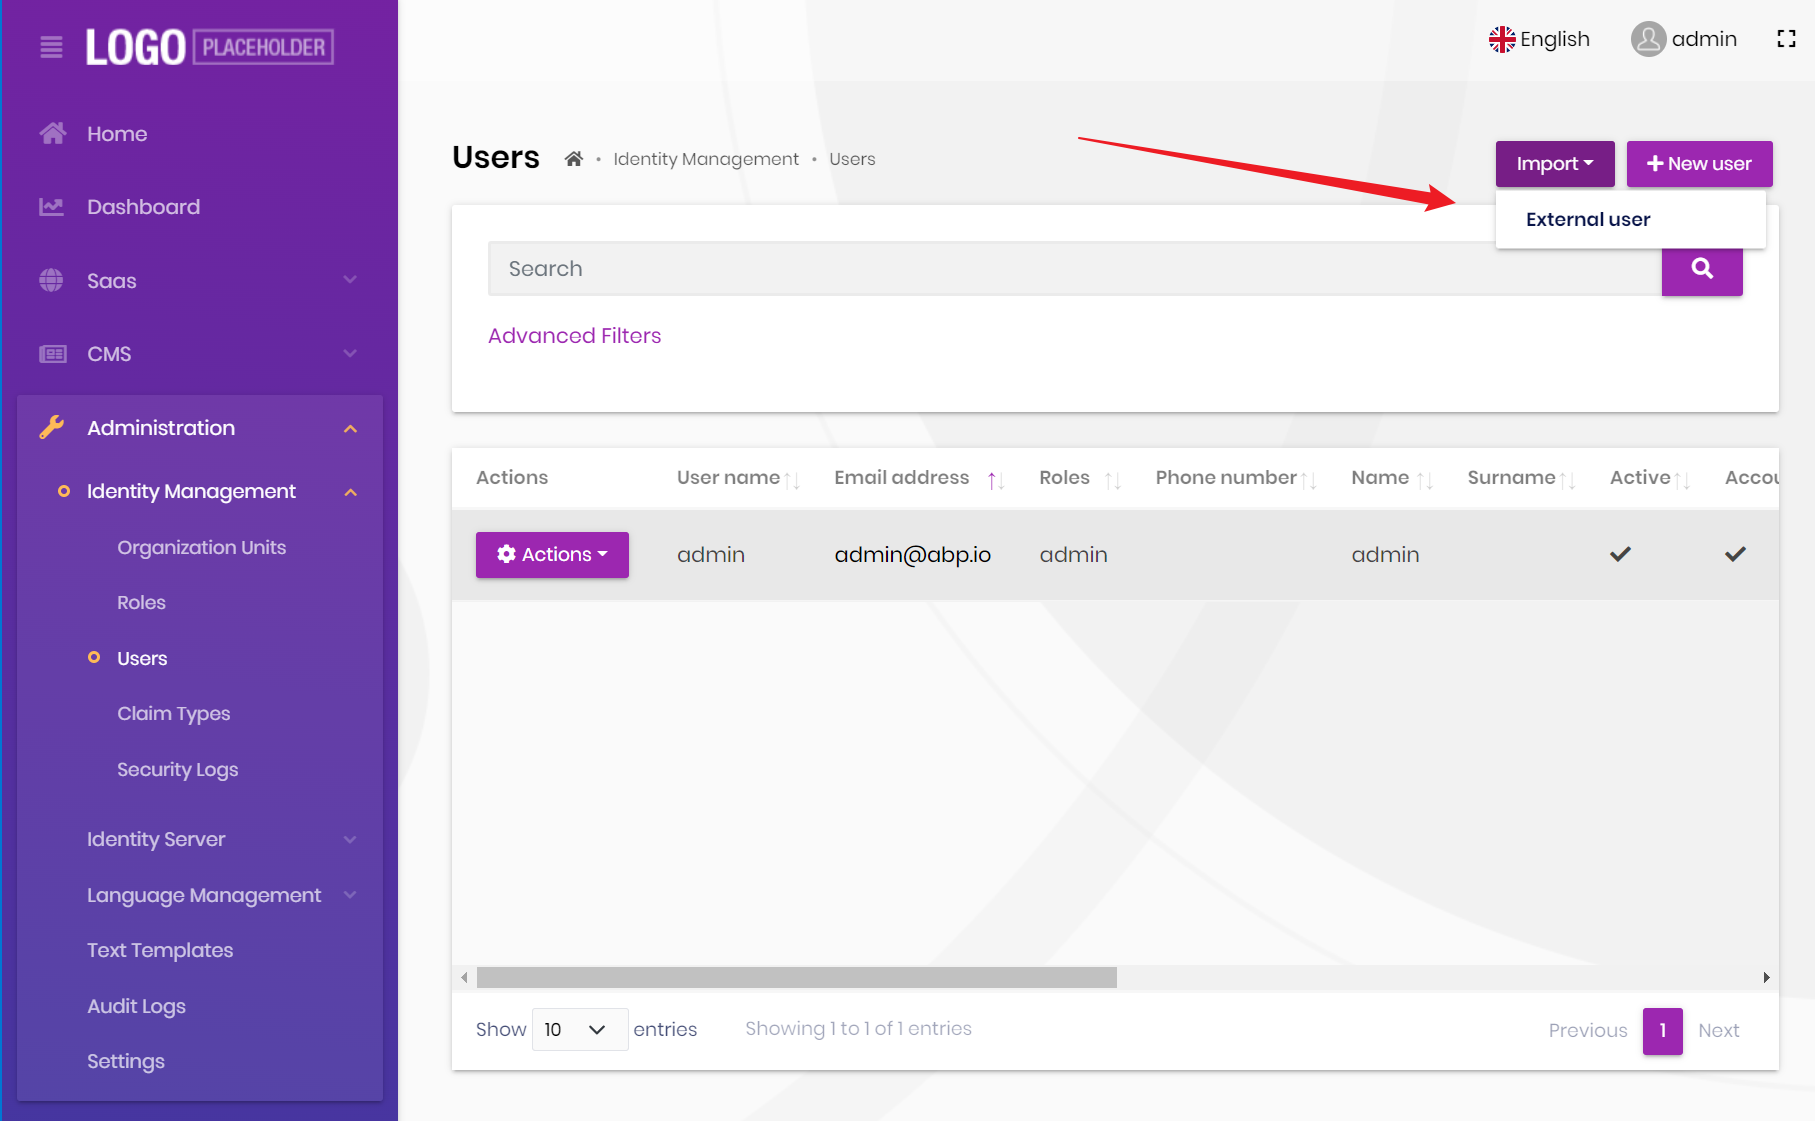 LOGO PLACEHOLDER
Home
Dashboard
Saas
CMS
Administration
Identity Management
Organization Units
Roles
Users
Claim Types
Security Logs
Identity Server
Language Management
Text Templates
Audit Logs
Settings
English
admin
Users • Identity Management • Users
Import
New user
External user
Search
Advanced Filters
Actions User name Email address Roles Phone number Name Surname Active Accou
Actions admin admin@abp.io admin admin
Show 10 entries Showing 1 to 1 of 1 entries
Previous 1 Next